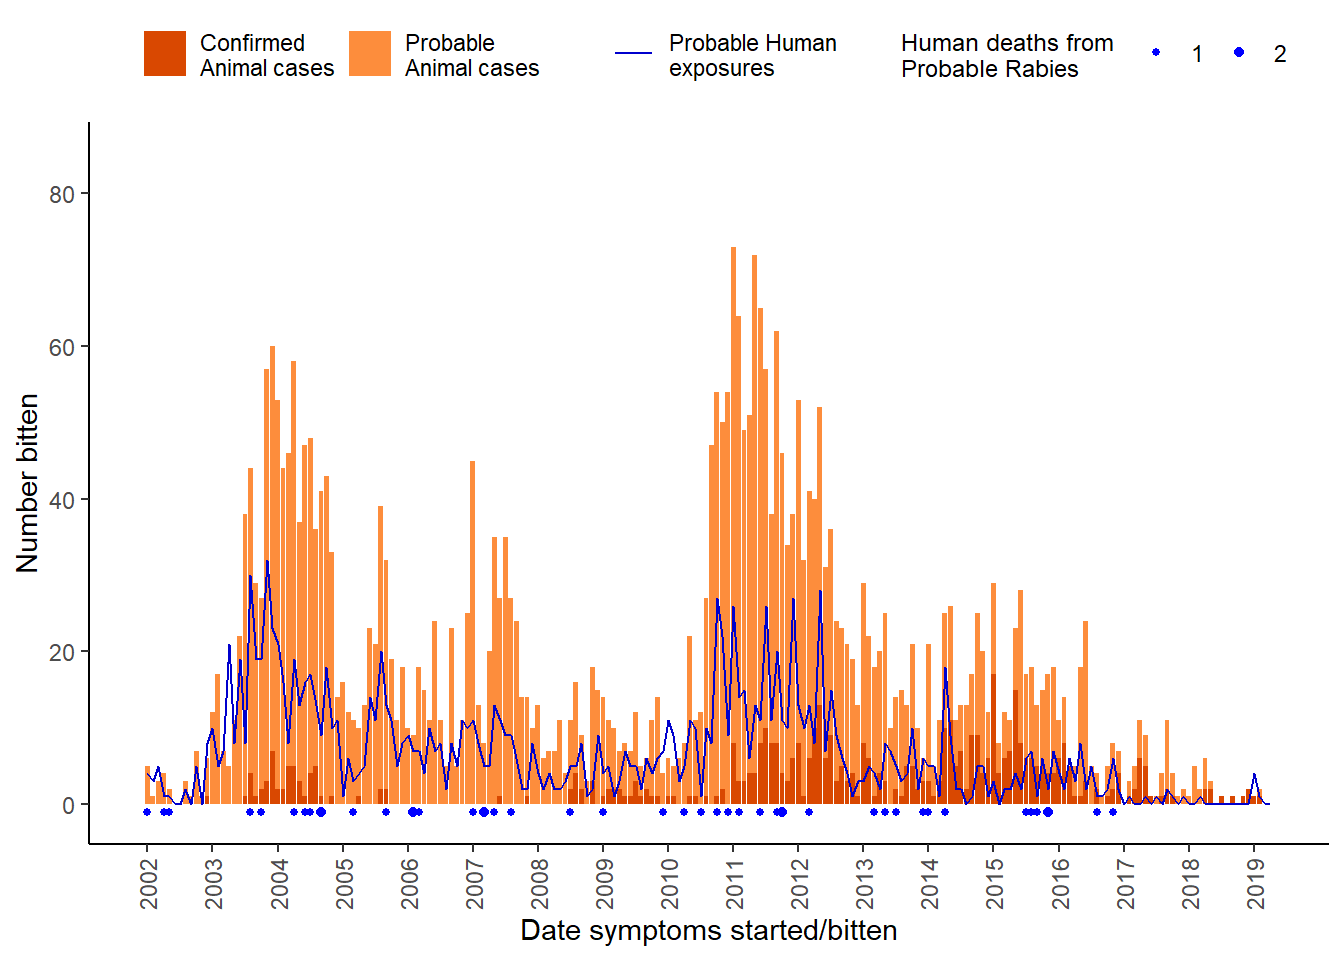 Confirmed
Animal cases
Probable
Animal cases
Probable Human
exposures
Human deaths from
Probable Rabies
1
2
80
60
40
20
0
Number bitten
2002
2003
2004
2005
2006
2007
2008
2009
2010
2011
2012
2013
2014
2015
2016
2017
2018
2019
Date symptoms started/bitten